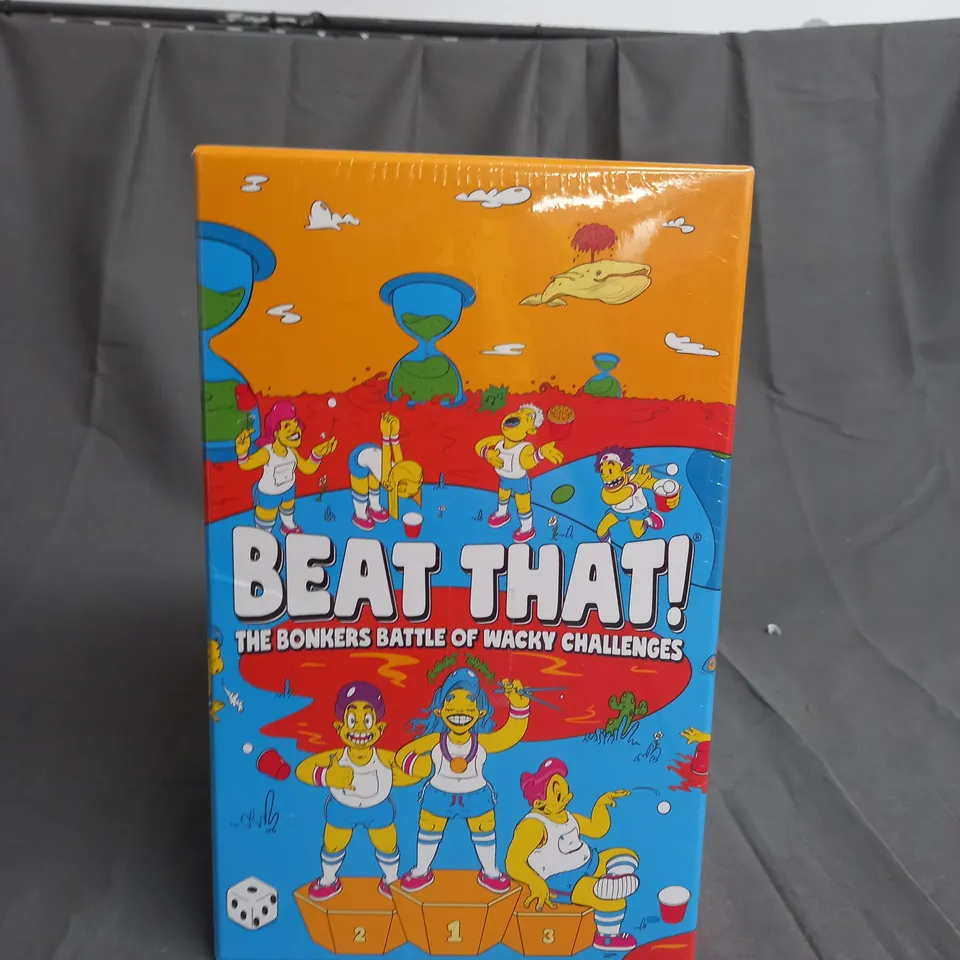 BEAT THAT!®
THE BONKERS BATTLE OF WACKY CHALLENGES
2 1 3